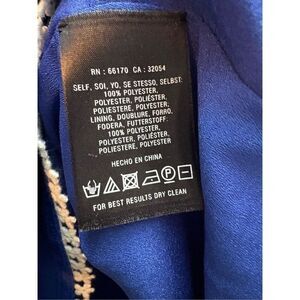 RN : 66170 CA : 32054
SELF, SOI, YO, SE STESSO, SELBST:
100% POLYESTER,
POLYESTER, POLIÉSTER,
POLIESTERE, POLYESTER
LINING, DOUBLURE, FORRO,
FODERA, FUTTERSTOFF:
100% POLYESTER,
POLYESTER, POLIÉSTER,
POLIESTERE, POLYESTER
HECHO EN CHINA
P
FOR BEST RESULTS DRY CLEAN